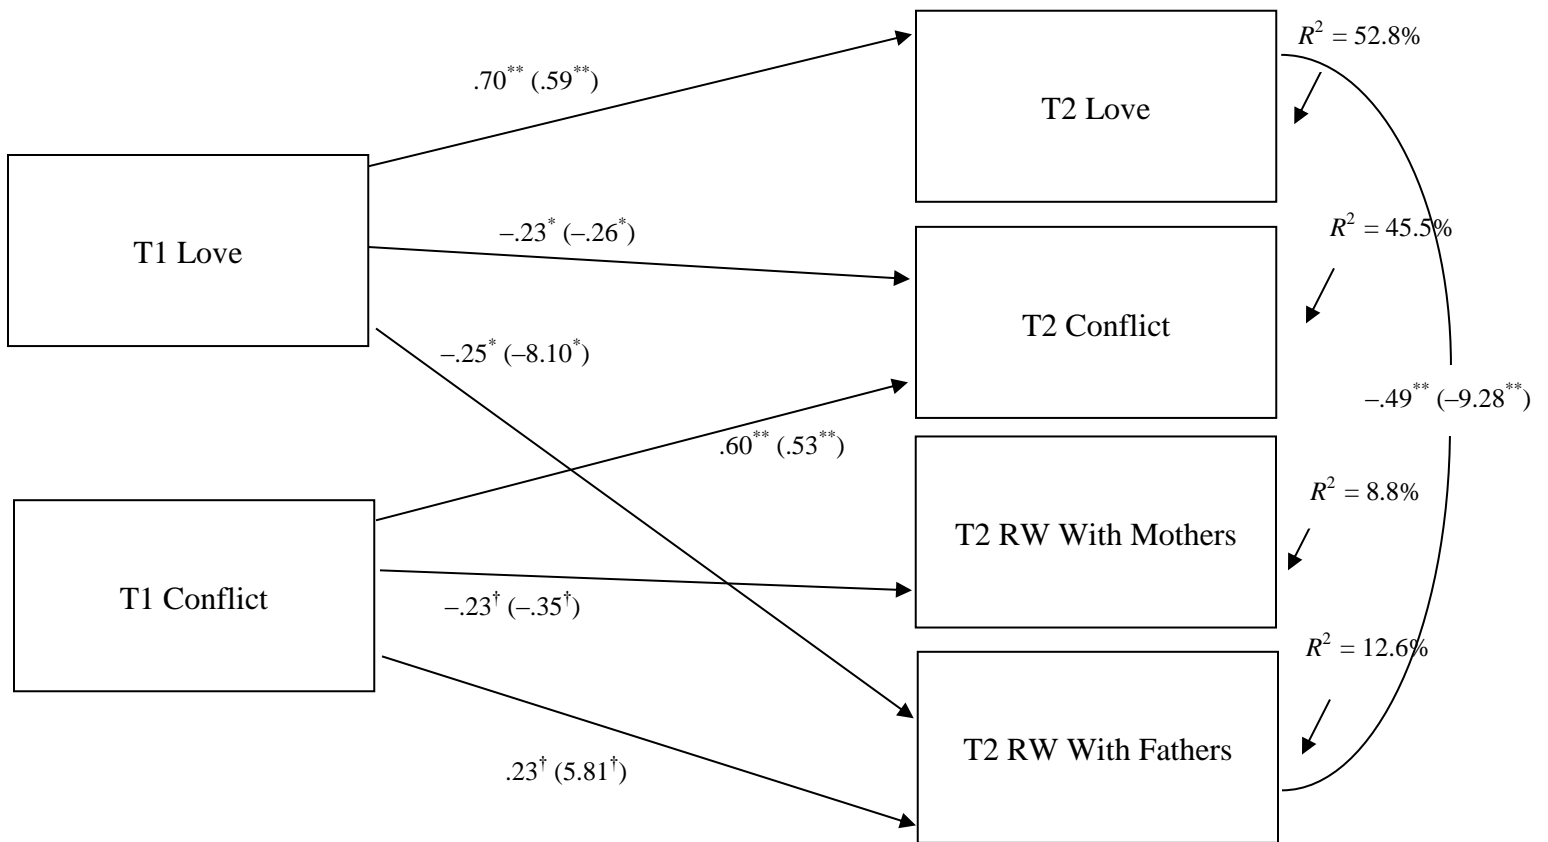 R² = 52.8%
.70** (.59**)
T2 Love
–.23* (–.26*)
R² = 45.5%
T1 Love
T2 Conflict
–.25* (–8.10*)
–.49** (–9.28**)
.60** (.53**)
R² = 8.8%
T2 RW With Mothers
T1 Conflict
–.23† (–.35†)
R² = 12.6%
T2 RW With Fathers
.23† (5.81†)